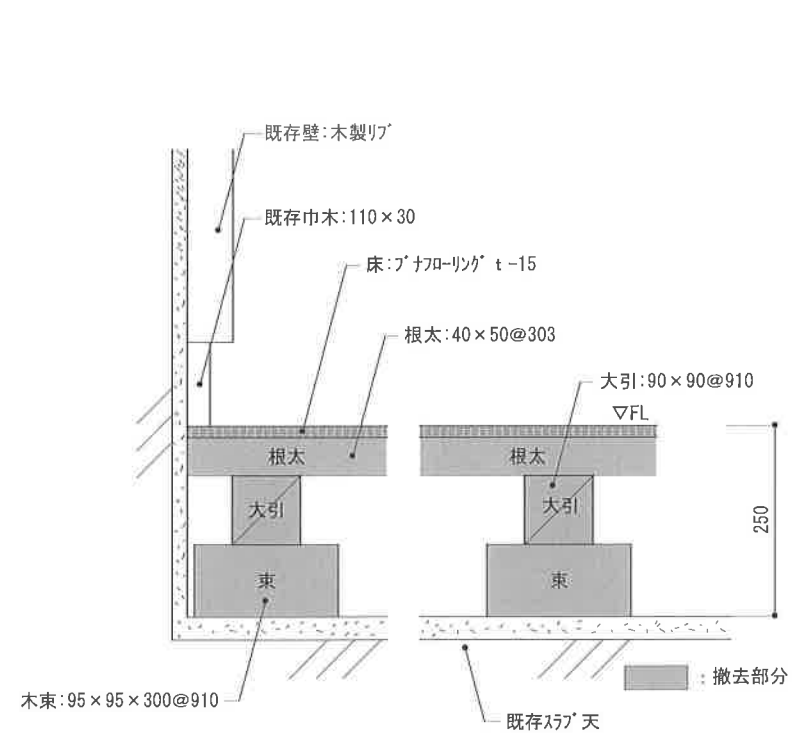 既存壁:木製ﾘﾌﾞ
既存巾木:110×30
床:ﾌﾞﾅﾌﾛｰﾘﾝｸﾞ t-15
根太:40×50@303
大引:90×90@910
▽FL
根太
根太
大引
大引
250
束
束
撤去部分
木束:95×95×300@910
既存ｽﾗﾌﾞ天